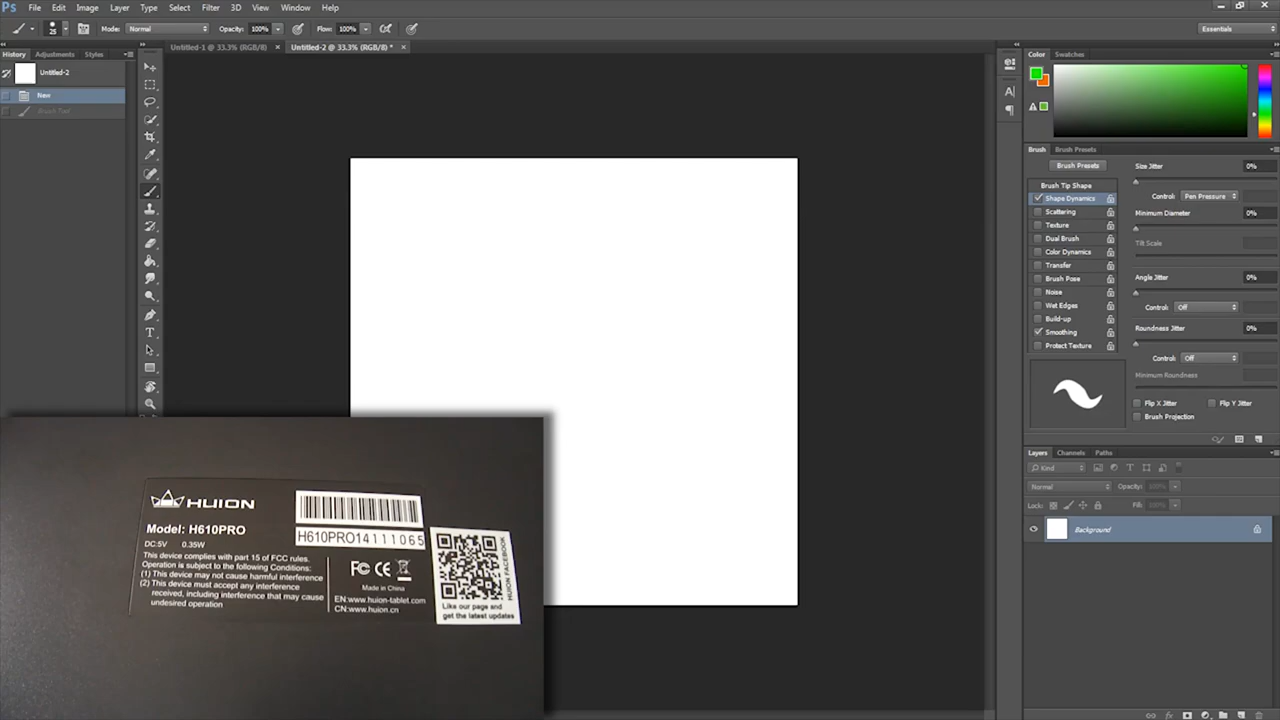 Ps File Edit Image Layer Type Select Filter 3D View Window Help
25 Mode: Normal Opacity: 100% Flow: 100% Essentials
Untitled-1 @ 33.3% (RGB/8) × Untitled-2 @ 33.3% (RGB/8) * ×
History Adjustments Styles
Untitled-2
New
Brush Tool
Color Swatches
Brush Brush Presets
Brush Presets
Brush Tip Shape
Shape Dynamics
Scattering
Texture
Dual Brush
Color Dynamics
Transfer
Brush Pose
Noise
Wet Edges
Build-up
Smoothing
Protect Texture
Size Jitter 0%
Control: Pen Pressure
Minimum Diameter 0%
Tilt Scale
Angle Jitter 0%
Control: Off
Roundness Jitter 0%
Control: Off
Minimum Roundness
Flip X Jitter Flip Y Jitter
Brush Projection
Layers Channels Paths
Kind
Normal Opacity: 100%
Lock: Fill: 100%
Background
HUION
Model: H610PRO
DC:5V 0.35W
This device complies with part 15 of FCC rules.
Operation is subject to the following Conditions:
(1) This device may not cause harmful interference
(2) This device must accept any interference
received, including interference that may cause
undesired operation
H610PRO14111065
FC CE
Made in China
EN:www.huion-tablet.com
CN:www.huion.cn
HUION FACEBOOK
Like our page and
get the latest updates